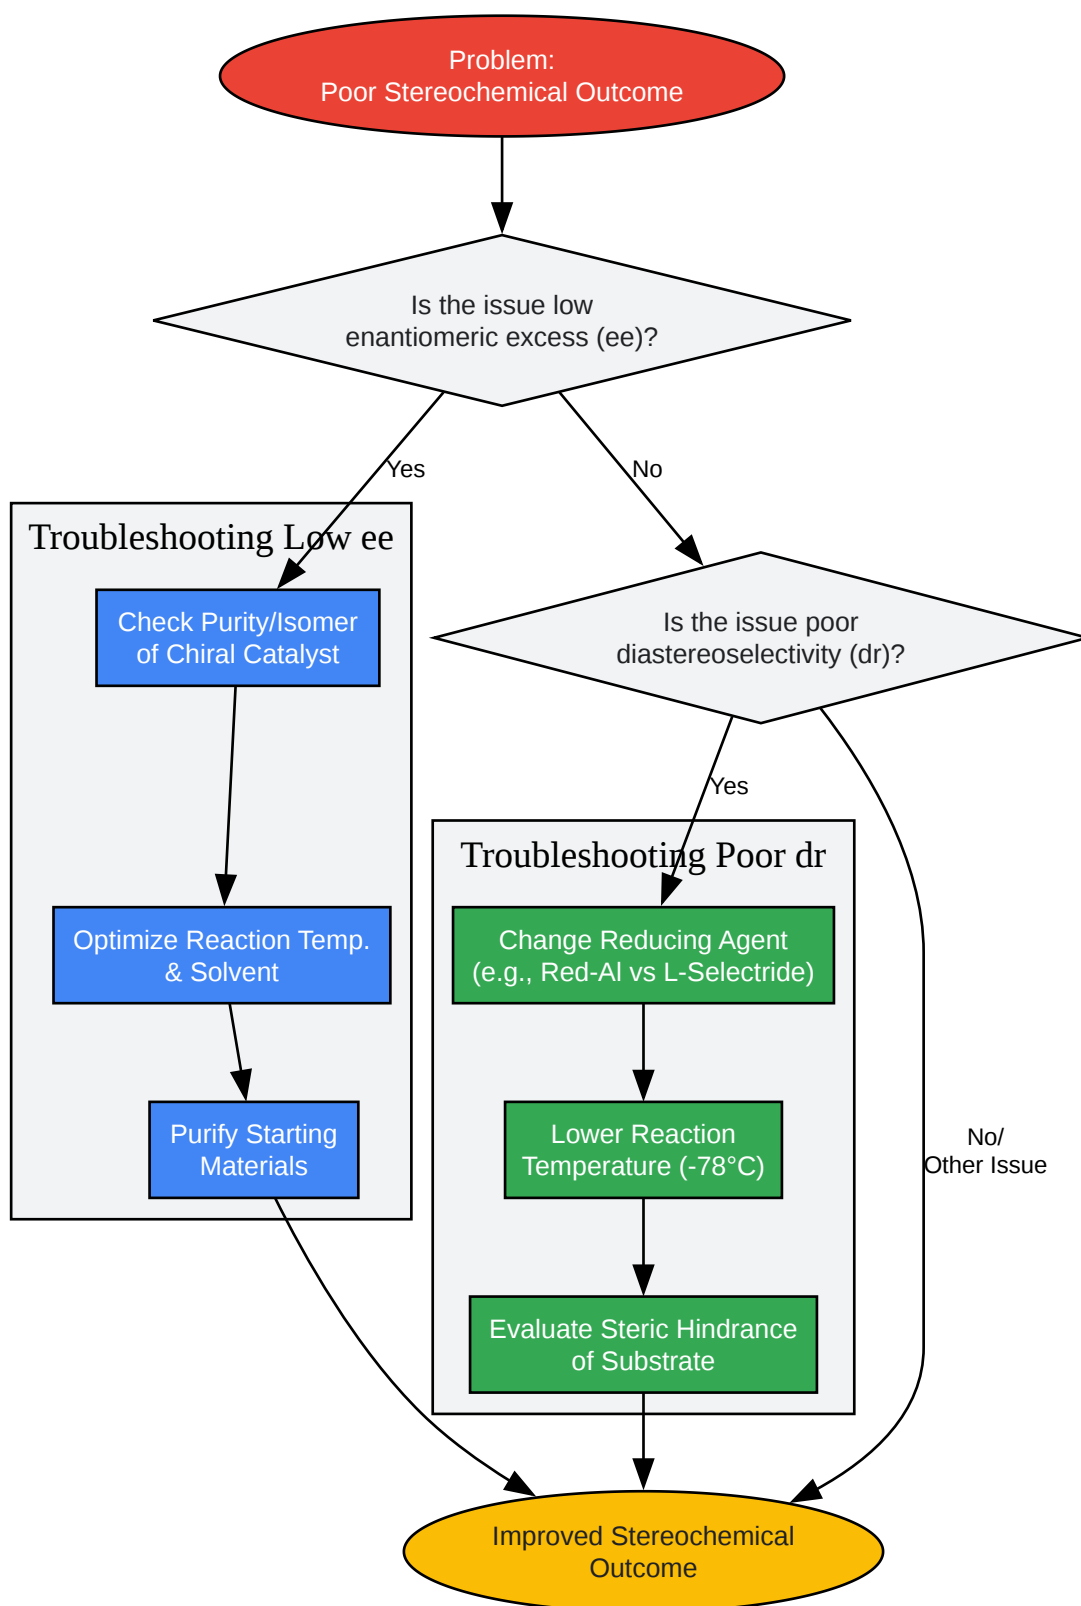 Problem:
Poor Stereochemical Outcome
Is the issue low
enantiomeric excess (ee)?
Yes
No
Troubleshooting Low ee
Check Purity/Isomer
of Chiral Catalyst
Optimize Reaction Temp.
& Solvent
Purify Starting
Materials
Is the issue poor
diastereoselectivity (dr)?
Yes
No/
Other Issue
Troubleshooting Poor dr
Change Reducing Agent
(e.g., Red-Al vs L-Selectride)
Lower Reaction
Temperature (-78°C)
Evaluate Steric Hindrance
of Substrate
Improved Stereochemical
Outcome